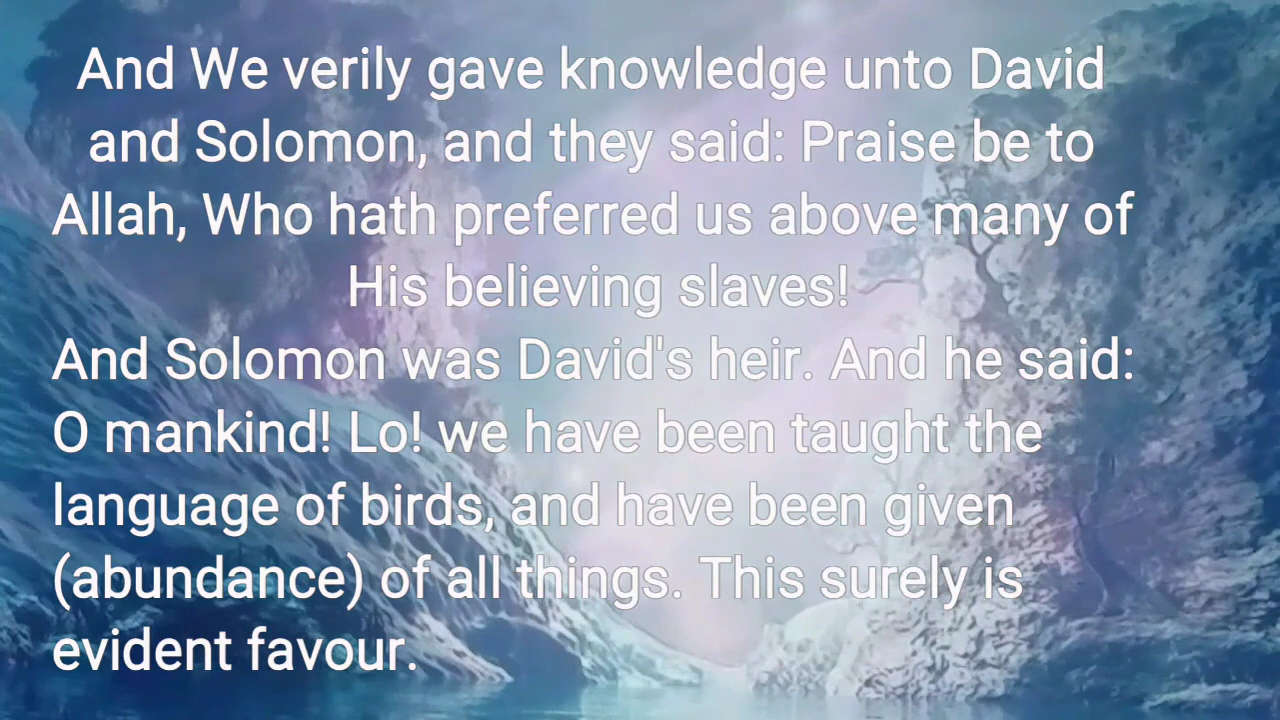 And We verily gave knowledge unto David
and Solomon, and they said: Praise be to
Allah, Who hath preferred us above many of
His believing slaves!
And Solomon was David's heir. And he said:
O mankind! Lo! we have been taught the
language of birds, and have been given
(abundance) of all things. This surely is
evident favour.